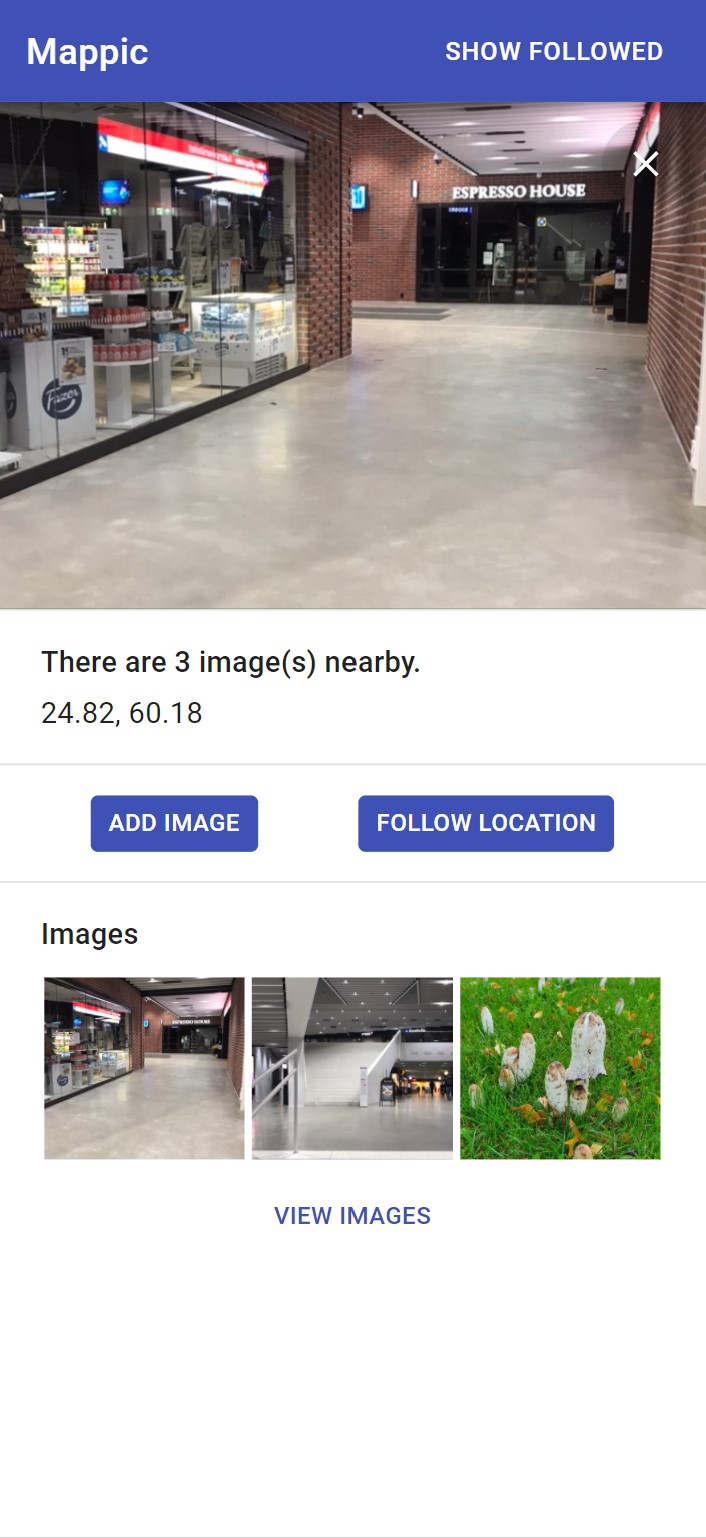 Mappic
SHOW FOLLOWED
ESPRESSO HOUSE
Fazer
There are 3 image(s) nearby.
24.82, 60.18
ADD IMAGE
FOLLOW LOCATION
Images
VIEW IMAGES